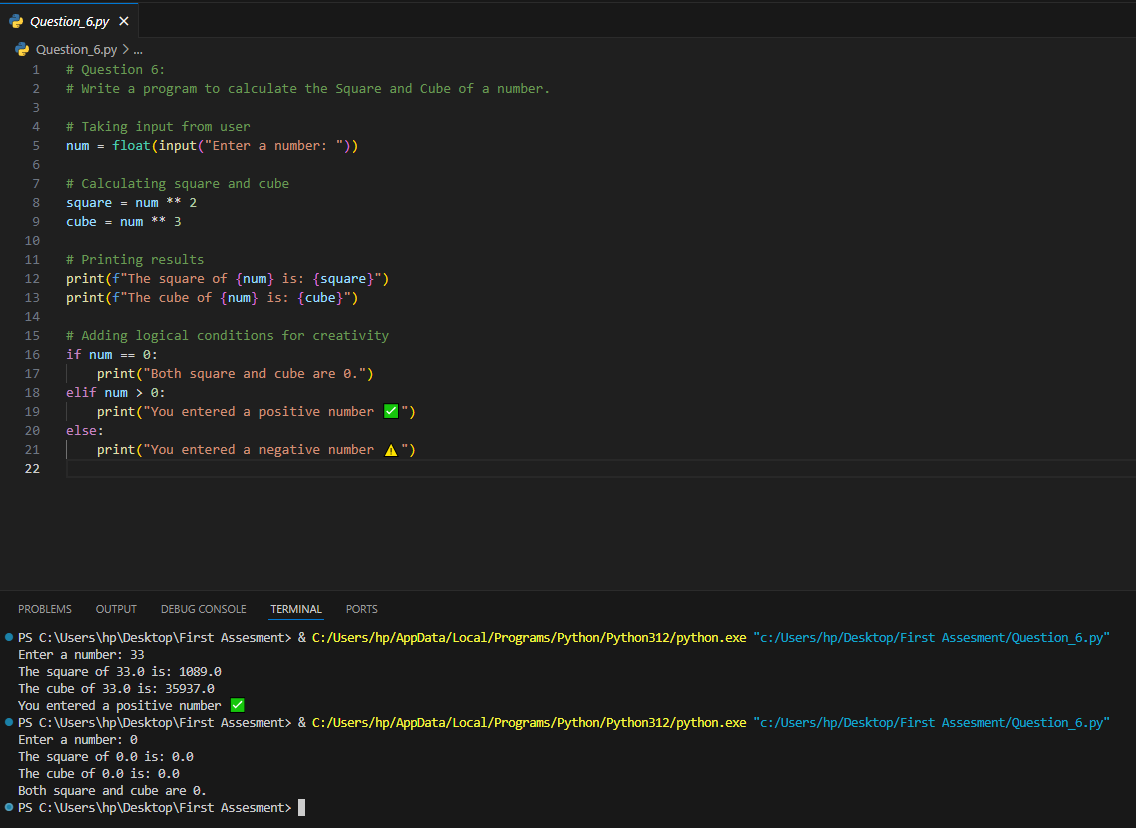 Question_6.py ×
Question_6.py > ...
1 # Question 6:
2 # Write a program to calculate the Square and Cube of a number.
3
4 # Taking input from user
5 num = float(input("Enter a number: "))
6
7 # Calculating square and cube
8 square = num ** 2
9 cube = num ** 3
10
11 # Printing results
12 print(f"The square of {num} is: {square}")
13 print(f"The cube of {num} is: {cube}")
14
15 # Adding logical conditions for creativity
16 if num == 0:
17     print("Both square and cube are 0.")
18 elif num > 0:
19     print("You entered a positive number ✅")
20 else:
21     print("You entered a negative number ⚠️")
22
PROBLEMS OUTPUT DEBUG CONSOLE TERMINAL PORTS
PS C:\Users\hp\Desktop\First Assesment> & C:/Users/hp/AppData/Local/Programs/Python/Python312/python.exe "c:/Users/hp/Desktop/First Assesment/Question_6.py"
Enter a number: 33
The square of 33.0 is: 1089.0
The cube of 33.0 is: 35937.0
You entered a positive number ✅
PS C:\Users\hp\Desktop\First Assesment> & C:/Users/hp/AppData/Local/Programs/Python/Python312/python.exe "c:/Users/hp/Desktop/First Assesment/Question_6.py"
Enter a number: 0
The square of 0.0 is: 0.0
The cube of 0.0 is: 0.0
Both square and cube are 0.
PS C:\Users\hp\Desktop\First Assesment>